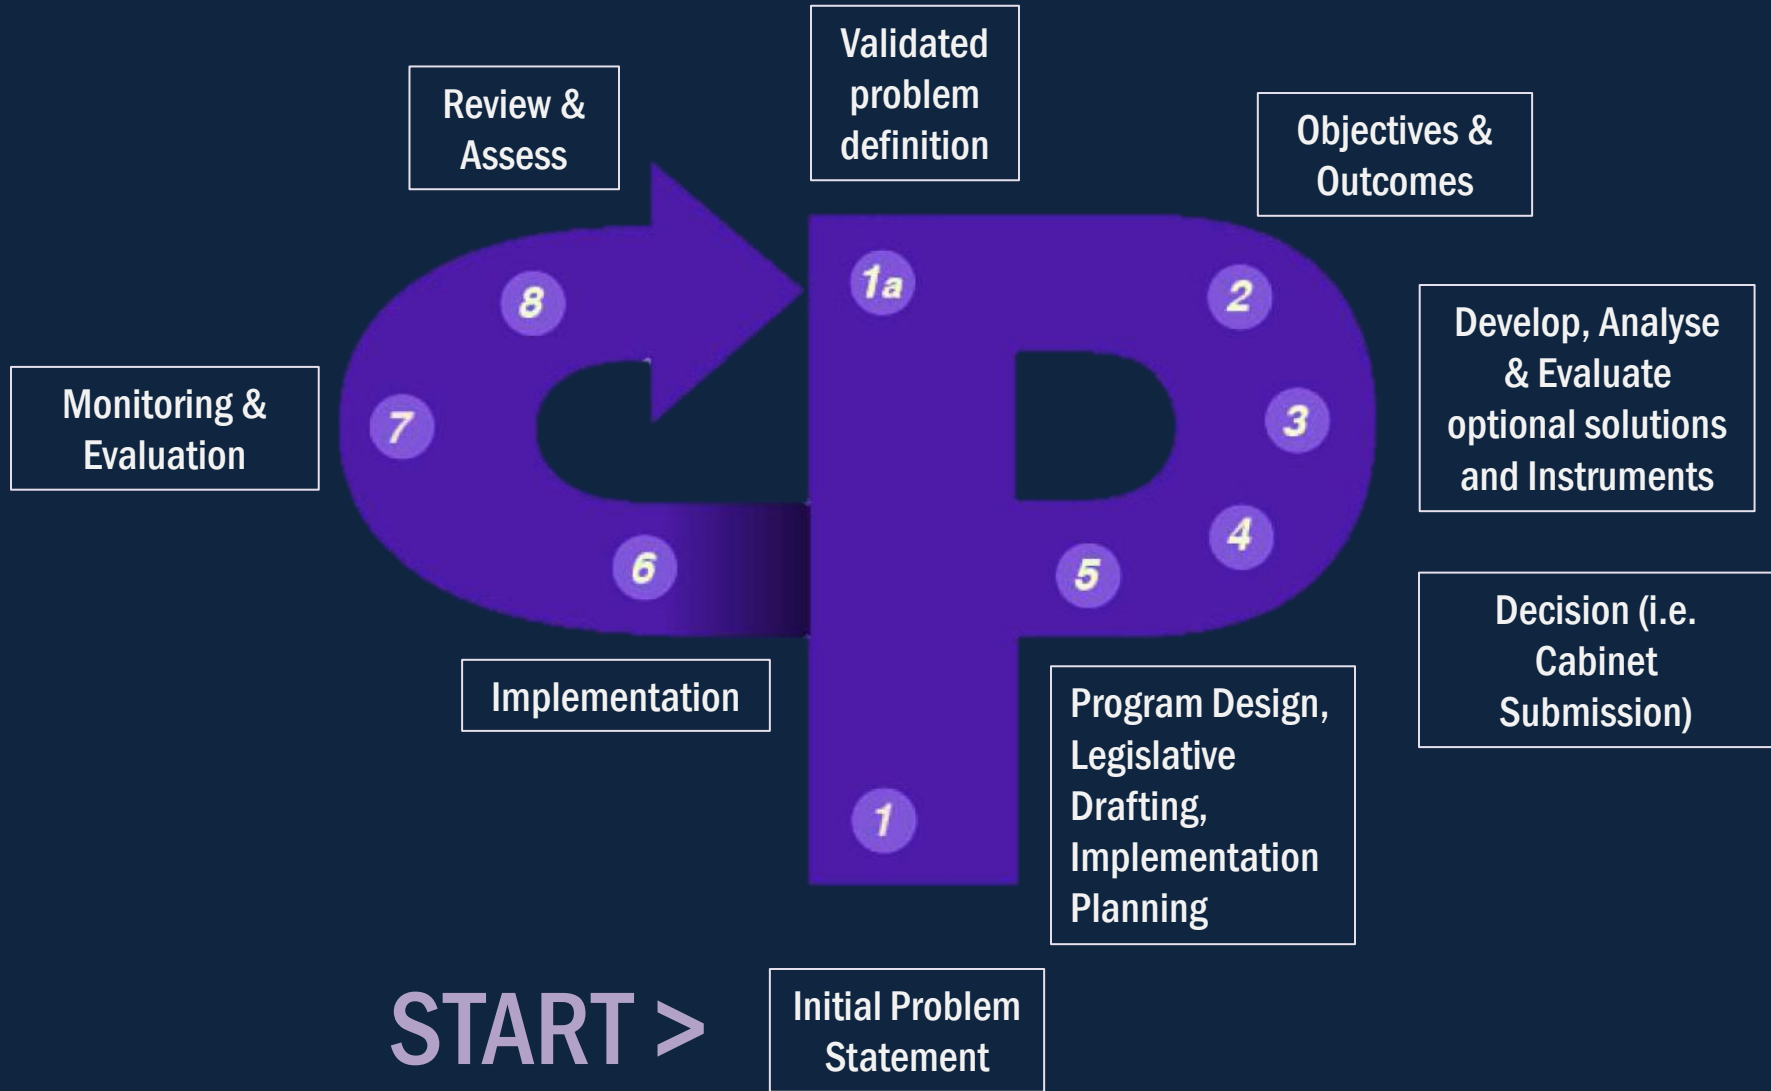 Validated
problem
definition
Review &
Assess
Objectives &
Outcomes
1a
2
8
Develop, Analyse
& Evaluate
optional solutions
and Instruments
Monitoring &
Evaluation
7
3
4
6
5
Decision (i.e.
Cabinet
Submission)
Implementation
Program Design,
Legislative
Drafting,
Implementation
Planning
1
START >
Initial Problem
Statement